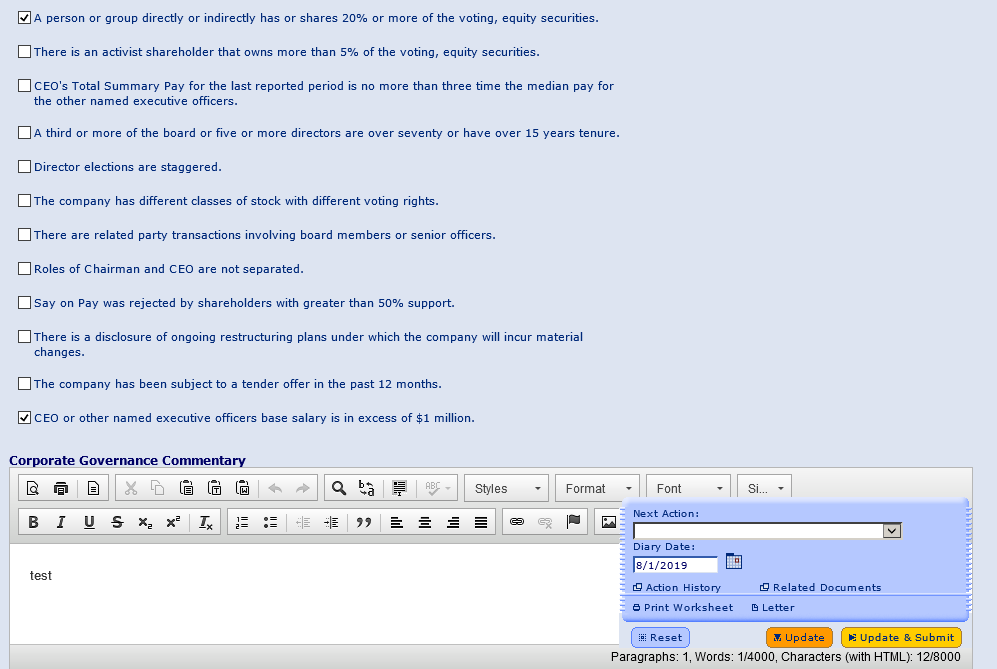 A person or group directly or indirectly has or shares 20% or more of the voting, equity securities.
There is an activist shareholder that owns more than 5% of the voting, equity securities.
CEO's Total Summary Pay for the last reported period is no more than three time the median pay for
the other named executive officers.
A third or more of the board or five or more directors are over seventy or have over 15 years tenure.
Director elections are staggered.
The company has different classes of stock with different voting rights.
There are related party transactions involving board members or senior officers.
Roles of Chairman and CEO are not separated.
Say on Pay was rejected by shareholders with greater than 50% support.
There is a disclosure of ongoing restructuring plans under which the company will incur material
changes.
The company has been subject to a tender offer in the past 12 months.
CEO or other named executive officers base salary is in excess of $1 million.
Corporate Governance Commentary
ABC Styles Format Font Si...
B I U S x₂ x² Tx
Next Action:
Diary Date:
8/1/2019
test
Action History Related Documents
Print Worksheet Letter
Reset Update Update & Submit
Paragraphs: 1, Words: 1/4000, Characters (with HTML): 12/8000